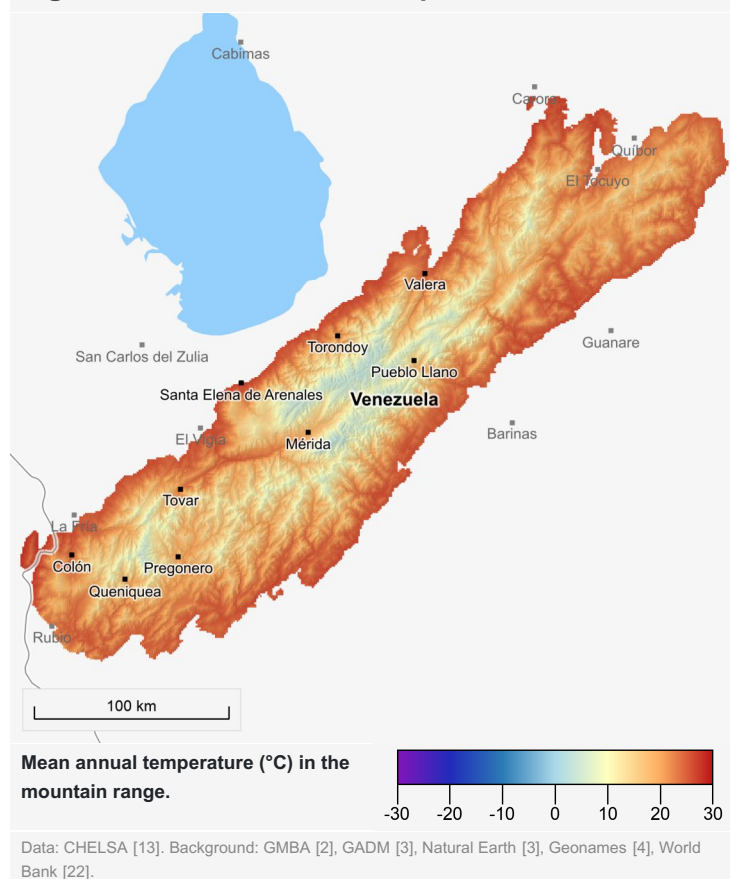 Cabimas
Carora
Quíbor
El Tocuyo
Valera
Guanare
Torondoy
San Carlos del Zulia
Pueblo Llano
Santa Elena de Arenales
Venezuela
Barinas
El Vigía
Mérida
Tovar
La Fría
Colón
Pregonero
Queniquea
Rubio
100 km
Mean annual temperature (°C) in the
mountain range.
-30 -20 -10 0 10 20 30
Data: CHELSA [13]. Background: GMBA [2], GADM [3], Natural Earth [3], Geonames [4], World
Bank [22].